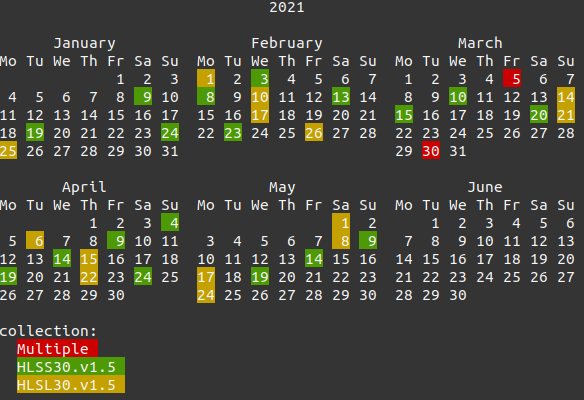 2021
January February March
Mo Tu We Th Fr Sa Su Mo Tu We Th Fr Sa Su Mo Tu We Th Fr Sa Su
1 2 3 1 2 3 4 5 6 7 1 2 3 4 5 6 7
4 5 6 7 8 9 10 8 9 10 11 12 13 14 8 9 10 11 12 13 14
11 12 13 14 15 16 17 15 16 17 18 19 20 21 15 16 17 18 19 20 21
18 19 20 21 22 23 24 22 23 24 25 26 27 28 22 23 24 25 26 27 28
25 26 27 28 29 30 31 29 30 31
April May June
Mo Tu We Th Fr Sa Su Mo Tu We Th Fr Sa Su Mo Tu We Th Fr Sa Su
1 2 3 4 1 2 1 2 3 4 5 6
5 6 7 8 9 10 11 3 4 5 6 7 8 9 7 8 9 10 11 12 13
12 13 14 15 16 17 18 10 11 12 13 14 15 16 14 15 16 17 18 19 20
19 20 21 22 23 24 25 17 18 19 20 21 22 23 21 22 23 24 25 26 27
26 27 28 29 30 24 25 26 27 28 29 30 28 29 30
collection:
Multiple
HLSS30.v1.5
HLSL30.v1.5